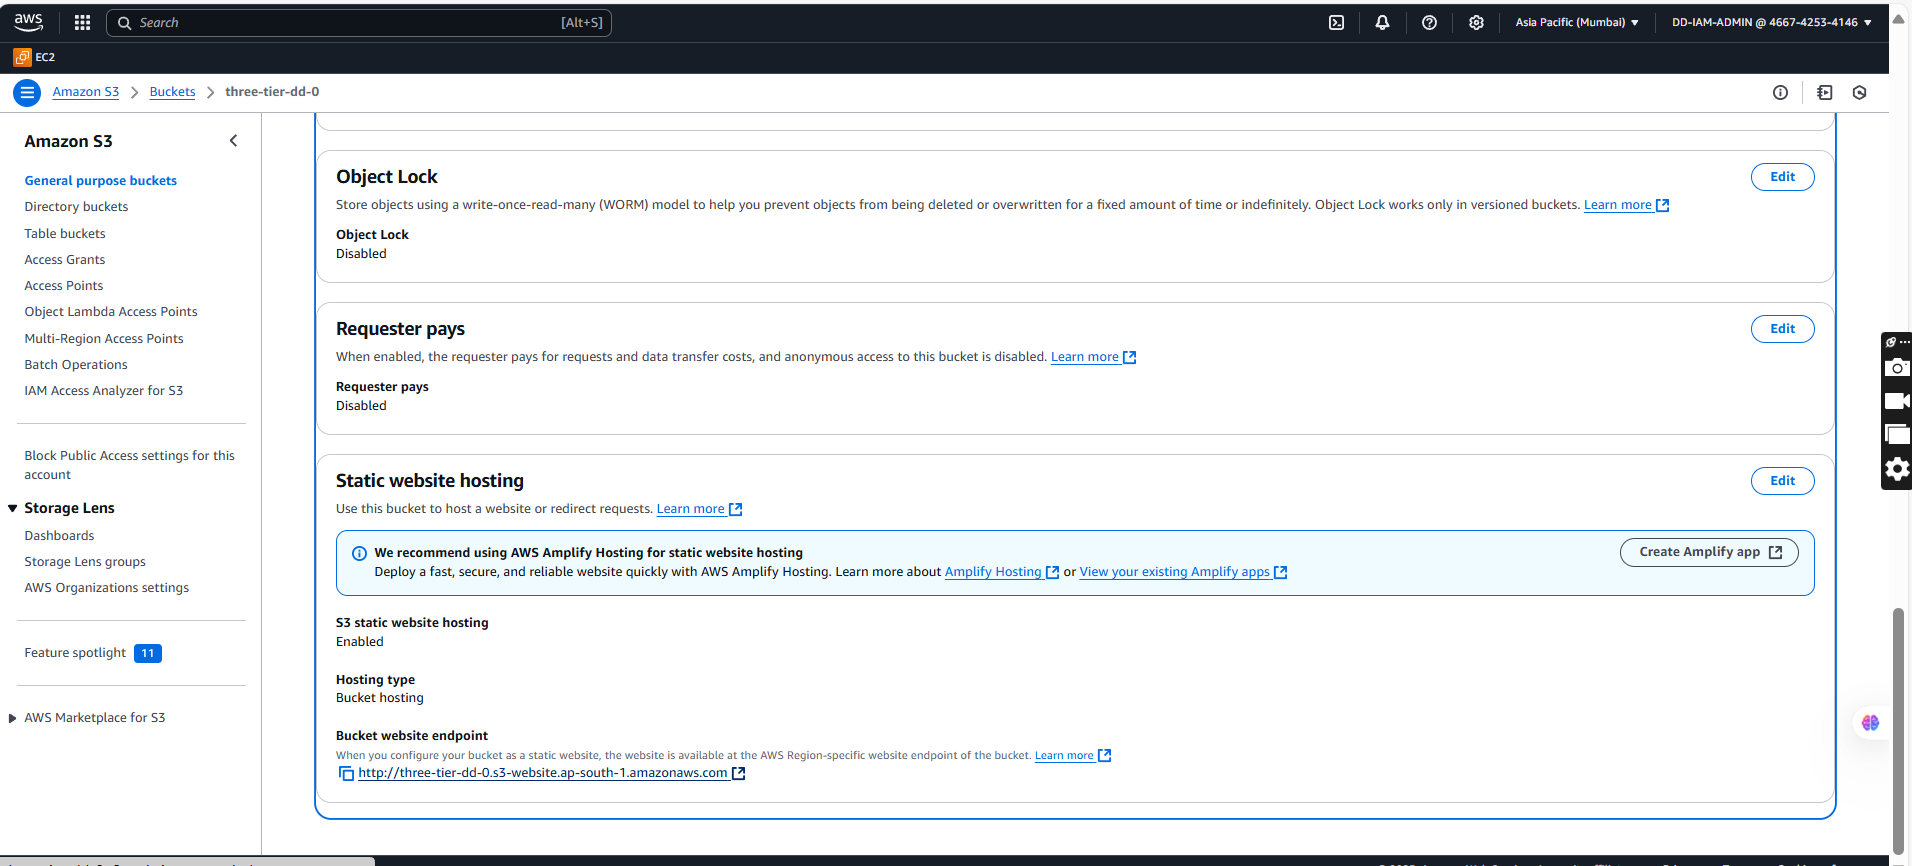 aws
Search [Alt+S]
Asia Pacific (Mumbai)
DD-IAM-ADMIN @ 4667-4253-4146
EC2
Amazon S3
Buckets
three-tier-dd-0
Amazon S3
General purpose buckets
Directory buckets
Table buckets
Access Grants
Access Points
Object Lambda Access Points
Multi-Region Access Points
Batch Operations
IAM Access Analyzer for S3
Block Public Access settings for this
account
Storage Lens
Dashboards
Storage Lens groups
AWS Organizations settings
Feature spotlight 11
AWS Marketplace for S3
Object Lock
Edit
Store objects using a write-once-read-many (WORM) model to help you prevent objects from being deleted or overwritten for a fixed amount of time or indefinitely. Object Lock works only in versioned buckets. Learn more
Object Lock
Disabled
Requester pays
Edit
When enabled, the requester pays for requests and data transfer costs, and anonymous access to this bucket is disabled. Learn more
Requester pays
Disabled
Static website hosting
Edit
Use this bucket to host a website or redirect requests. Learn more
We recommend using AWS Amplify Hosting for static website hosting
Create Amplify app
Deploy a fast, secure, and reliable website quickly with AWS Amplify Hosting. Learn more about Amplify Hosting or View your existing Amplify apps
S3 static website hosting
Enabled
Hosting type
Bucket hosting
Bucket website endpoint
When you configure your bucket as a static website, the website is available at the AWS Region-specific website endpoint of the bucket. Learn more
http://three-tier-dd-0.s3-website.ap-south-1.amazonaws.com